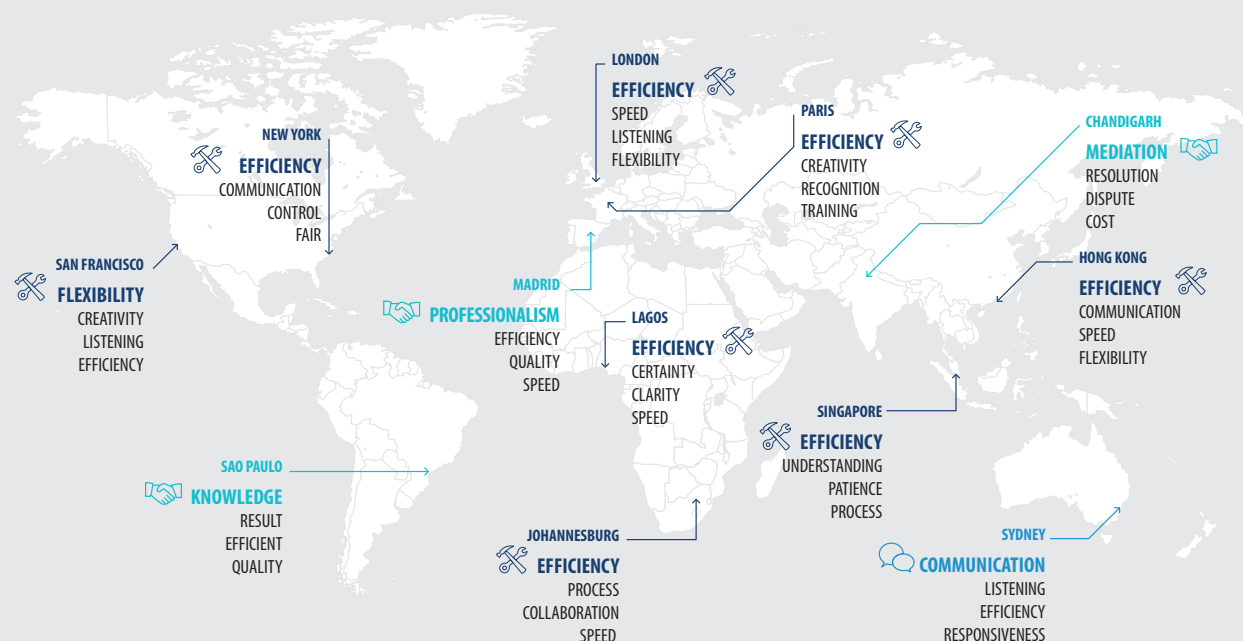 LONDON
EFFICIENCY
SPEED
LISTENING
FLEXIBILITY
PARIS
EFFICIENCY
CREATIVITY
RECOGNITION
TRAINING
CHANDIGARH
MEDIATION
RESOLUTION
DISPUTE
COST
NEW YORK
EFFICIENCY
COMMUNICATION
CONTROL
FAIR
SAN FRANCISCO
FLEXIBILITY
CREATIVITY
LISTENING
EFFICIENCY
MADRID
PROFESSIONALISM
EFFICIENCY
QUALITY
SPEED
LAGOS
EFFICIENCY
CERTAINTY
CLARITY
SPEED
HONG KONG
EFFICIENCY
COMMUNICATION
SPEED
FLEXIBILITY
SINGAPORE
EFFICIENCY
UNDERSTANDING
PATIENCE
PROCESS
SAO PAULO
KNOWLEDGE
RESULT
EFFICIENT
QUALITY
JOHANNESBURG
EFFICIENCY
PROCESS
COLLABORATION
SPEED
SYDNEY
COMMUNICATION
LISTENING
EFFICIENCY
RESPONSIVENESS